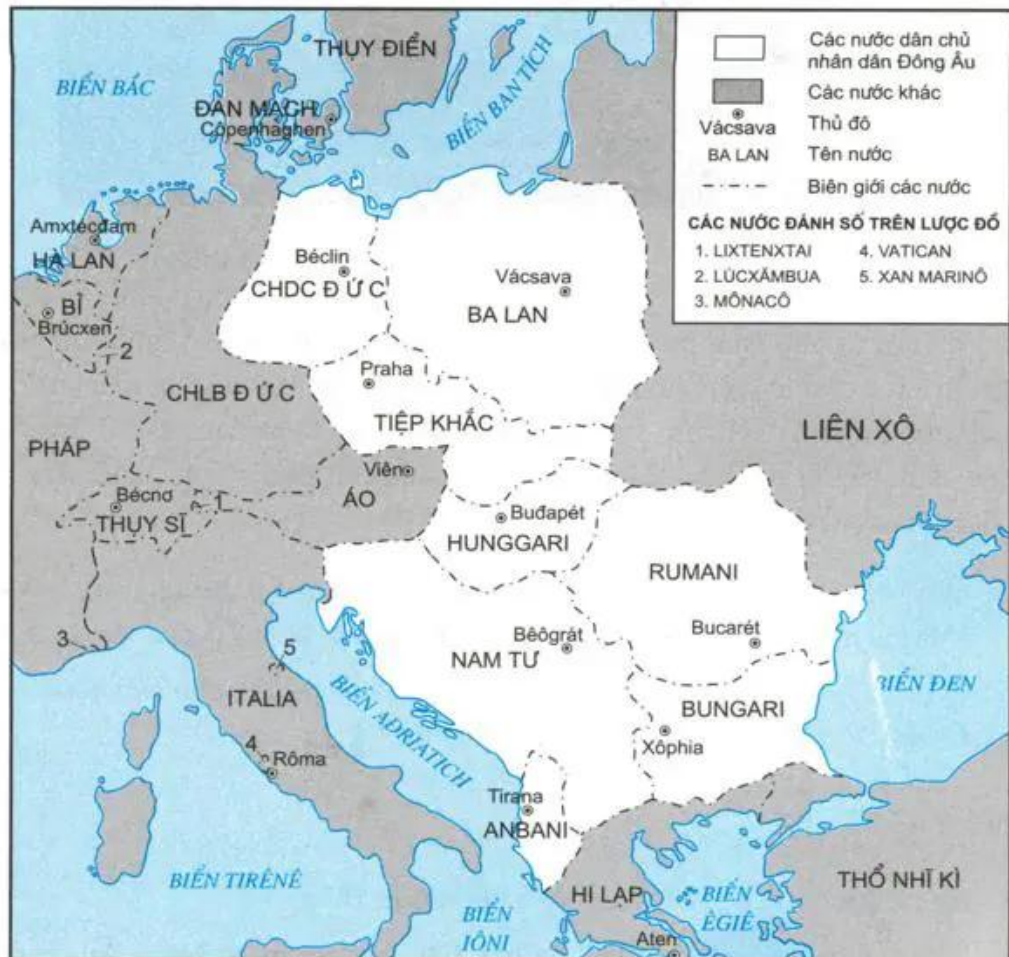 THỤY ĐIỂN
BIỂN BẮC
ĐAN MẠCH
Côpenhaghen
BIỂN BAN TÍCH
Các nước dân chủ
nhân dân Đông Âu
Các nước khác
Vácsava
Thủ đô
BA LAN
Tên nước
Biên giới các nước
CÁC NƯỚC ĐÁNH SỐ TRÊN LƯỢC ĐỒ
1. LIXTENXTAI
4. VATICAN
2. LÚCXĂMBUA
5. XAN MARINÔ
3. MÔNACÔ
Amxtecđam
HÀ LAN
BỈ
Brúcxen
2
Béclin
CHDC ĐỨC
Vácsava
BA LAN
Praha
CHLB ĐỨC
TIỆP KHẮC
LIÊN XÔ
PHÁP
Viên
ÁO
Bécnơ
1
THỤY SĨ
Buđapét
HUNGGARI
RUMANI
Bêôgrát
Bucarét
3
5
NAM TƯ
ITALIA
BIỂN ADRIATICH
BUNGARI
BIỂN ĐEN
Xôphia
4
Rôma
Tirana
ANBANI
BIỂN TIRÊNÊ
HI LẠP
THỔ NHĨ KÌ
BIỂN
IÔNI
BIỂN
ÊGIÊ
Aten